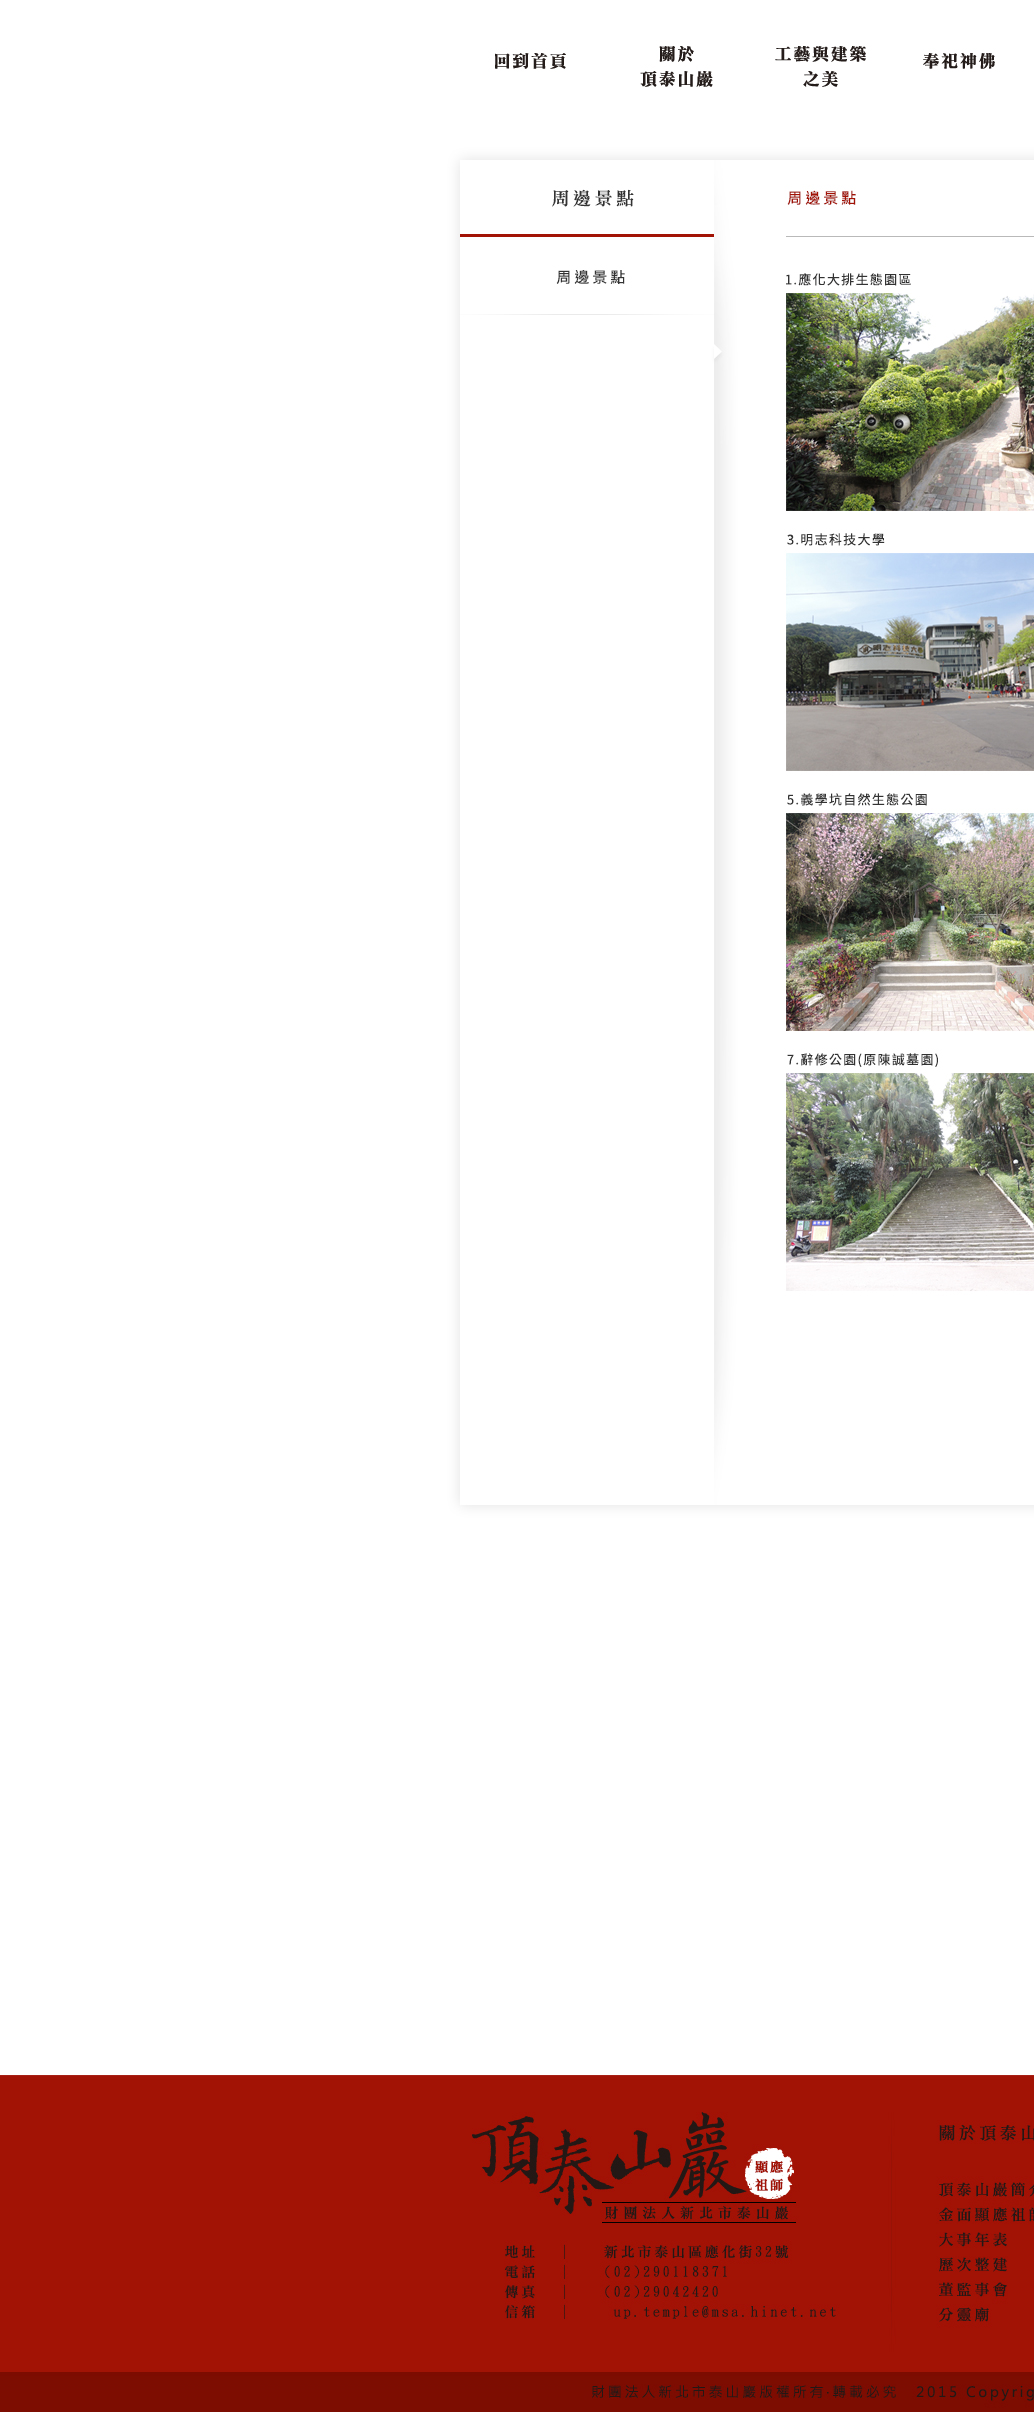 回到首頁
關於
頂泰山巖
工藝與建築
之美
奉祀神佛
周邊景點
周邊景點
周邊景點
1.應化大排生態園區
3.明志科技大學
5.義學坑自然生態公園
7.辭修公園(原陳誠墓園)
頂泰山巖
顯應
祖師
財團法人新北市泰山巖
地址 | 新北市泰山區應化街32號
電話 | (02)290118371
傳真 | (02)29042420
信箱 | up.temple@msa.hinet.net
關於頂泰山
頂泰山巖簡
金面顯應祖
大事年表
歷次整建
董監事會
分靈廟
財團法人新北市泰山巖版權所有‧轉載必究 2015 Copyrig